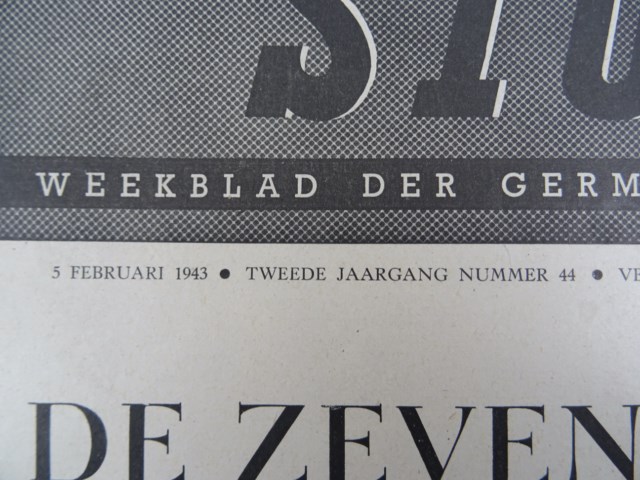 WEEKBLAD DER GERM
5 FEBRUARI 1943 ● TWEEDE JAARGANG NUMMER 44 ● VE
DE ZEVEN